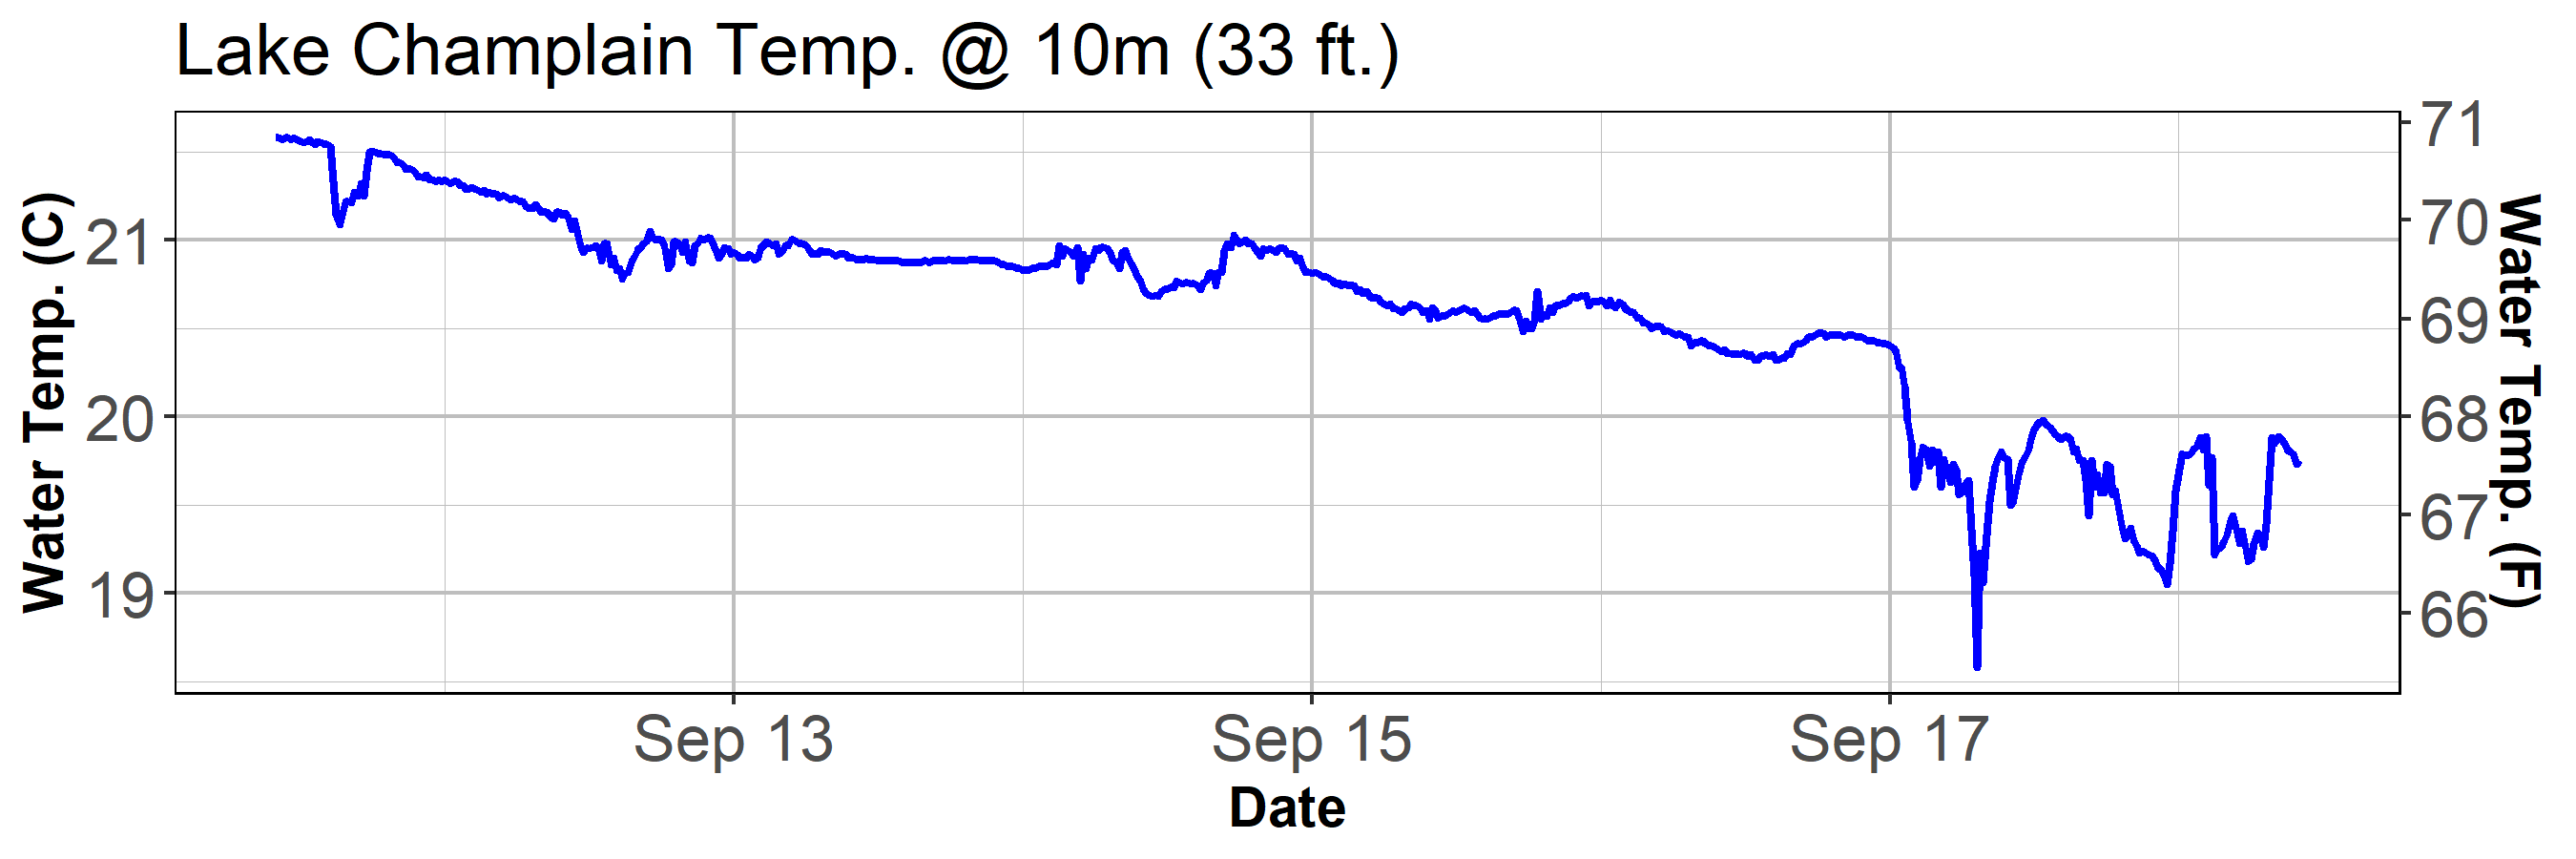 Lake Champlain Temp. @ 10m (33 ft.)
Water Temp. (C)
21
20
19
71
70
69
68
67
66
Water Temp. (F)
Sep 13
Sep 15
Sep 17
Date